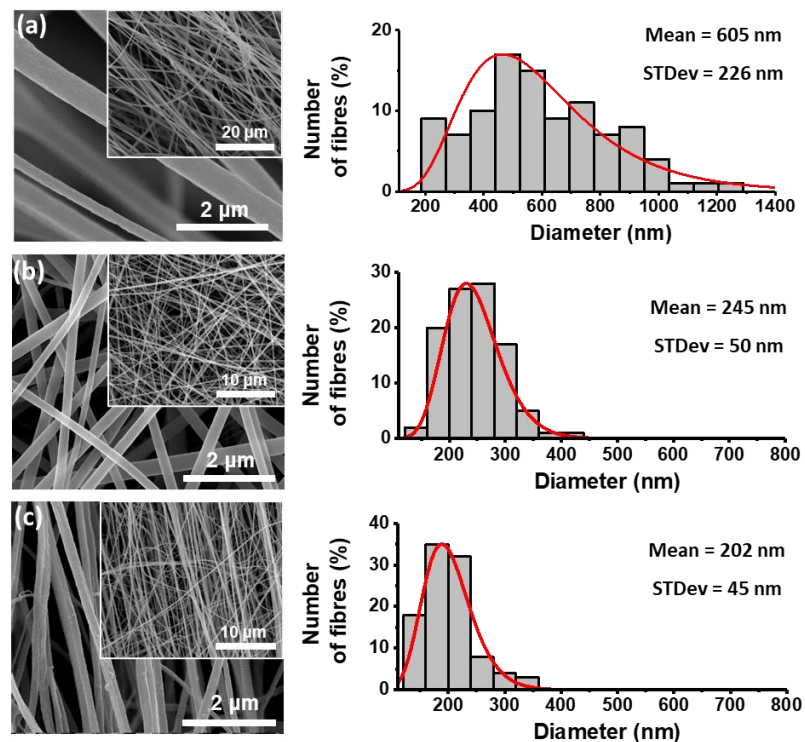 (a)
20 µm
2 µm
Number
of fibres (%)
20
10
0
Mean = 605 nm
STDev = 226 nm
200 400 600 800 1000 1200 1400
Diameter (nm)
(b)
10 µm
2 µm
Number
of fibres (%)
30
20
10
0
Mean = 245 nm
STDev = 50 nm
200 300 400 500 600 700 800
Diameter (nm)
(c)
10 µm
2 µm
Number
of fibres (%)
40
30
20
10
0
Mean = 202 nm
STDev = 45 nm
200 300 400 500 600 700 800
Diameter (nm)